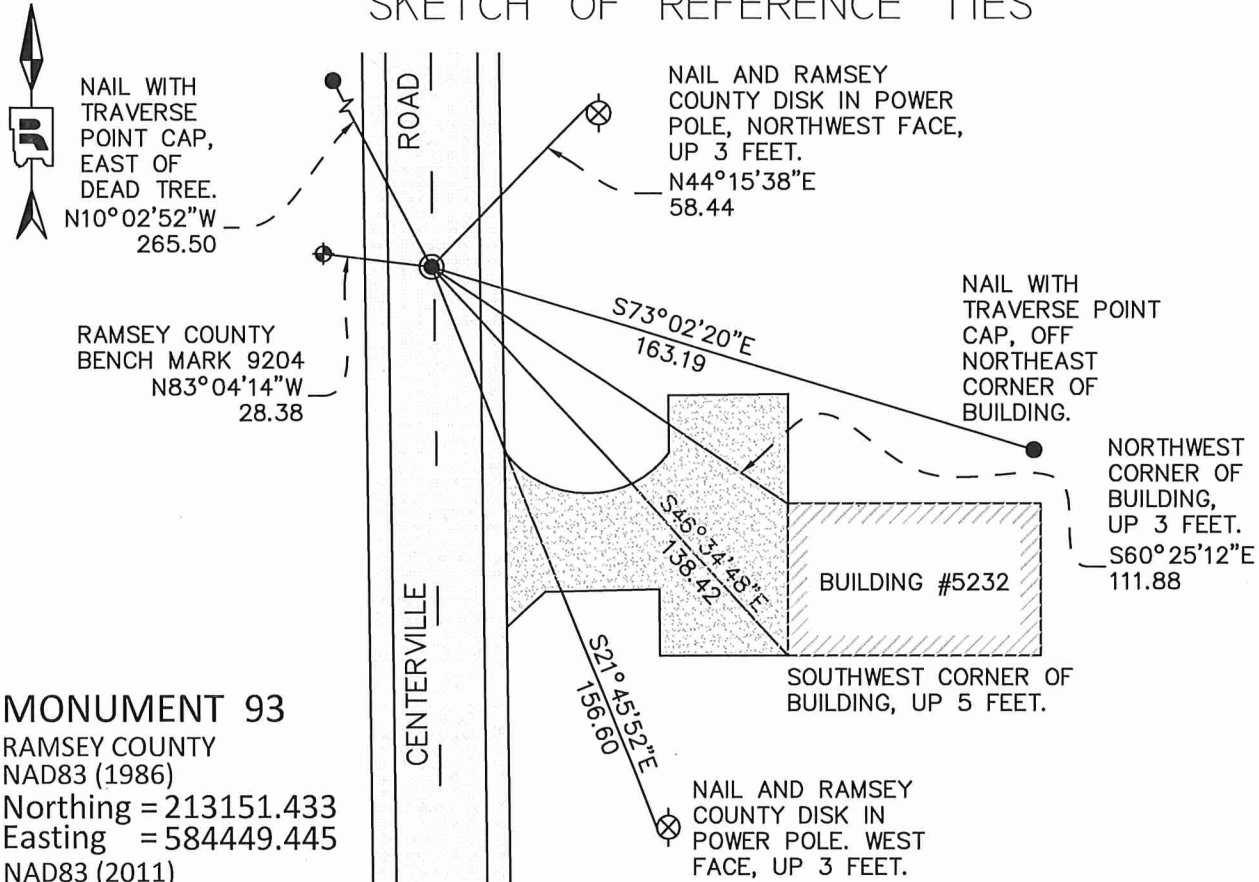 SKETCH OF REFERENCE TIES
NAIL WITH
TRAVERSE
POINT CAP,
EAST OF
DEAD TREE.
N10°02'52"W
265.50
ROAD
NAIL AND RAMSEY
COUNTY DISK IN POWER
POLE, NORTHWEST FACE,
UP 3 FEET.
N44°15'38"E
58.44
RAMSEY COUNTY
BENCH MARK 9204
N83°04'14"W
28.38
S73°02'20"E
163.19
NAIL WITH
TRAVERSE POINT
CAP, OFF
NORTHEAST
CORNER OF
BUILDING.
NORTHWEST
CORNER OF
BUILDING,
UP 3 FEET.
S60°25'12"E
111.88
S46°34'48"E
138.42
BUILDING #5232
SOUTHWEST CORNER OF
BUILDING, UP 5 FEET.
CENTERVILLE
S21°45'52"E
156.60
NAIL AND RAMSEY
COUNTY DISK IN
POWER POLE. WEST
FACE, UP 3 FEET.
MONUMENT 93
RAMSEY COUNTY
NAD83 (1986)
Northing = 213151.433
Easting = 584449.445
NAD83 (2011)